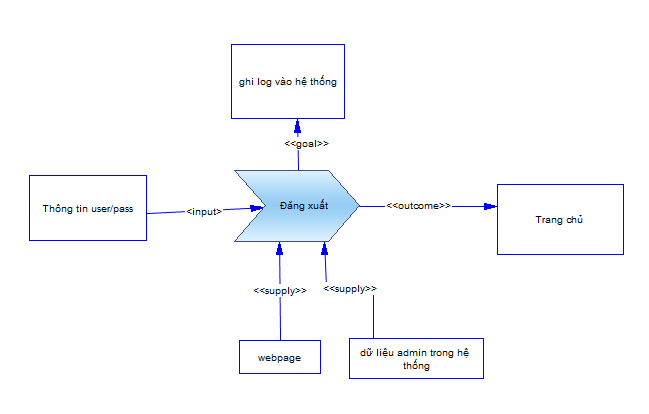 ghi log vào hệ thống
<<goal>>
Thông tin user/pass
<input>
Đăng xuất
<<outcome>>
Trang chủ
<<supply>>
<<supply>>
webpage
dữ liệu admin trong hệ
thống